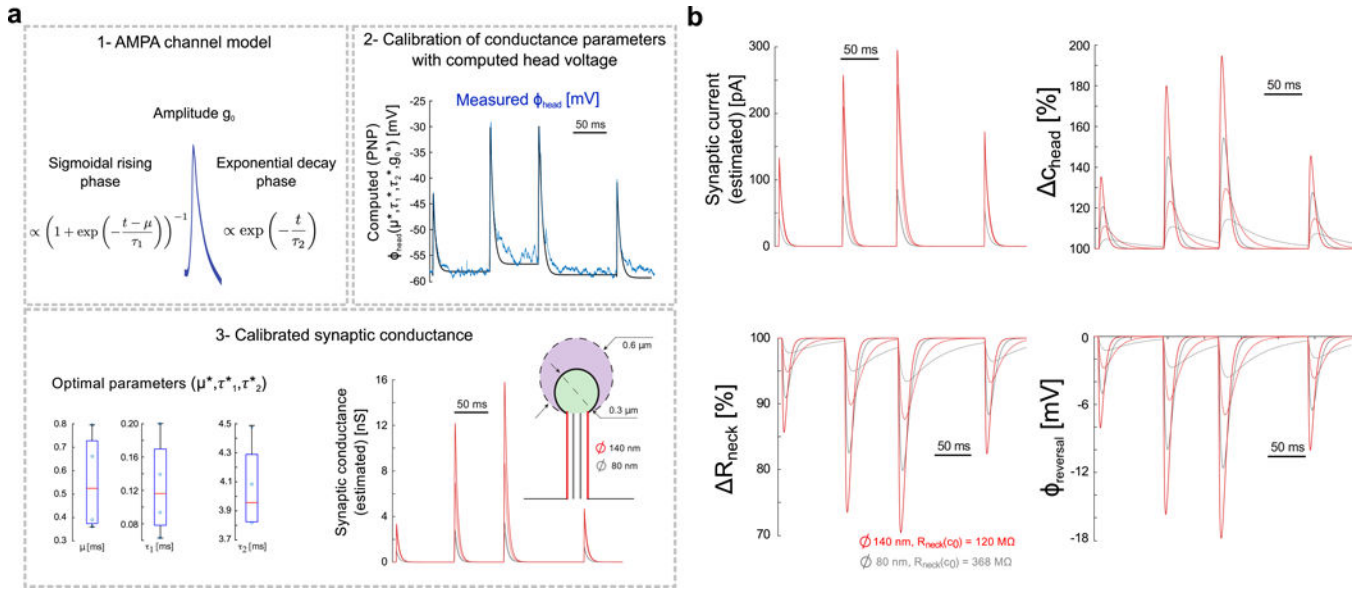 a
1- AMPA channel model
Amplitude g₀
Sigmoidal rising phase
Exponential decay phase
∝ (1 + exp (− (t − μ)/τ₁))⁻¹
∝ exp (− t/τ₂)
2- Calibration of conductance parameters
with computed head voltage
Measured ϕhead [mV]
Computed (PNP)
ϕhead(μ*,τ₁*,τ₂*,g₀*) [mV]
-25
-30
-35
-40
-45
-50
-55
-60
50 ms
3- Calibrated synaptic conductance
Optimal parameters (μ*,τ*₁,τ*₂)
0.8
0.7
0.6
0.5
0.4
0.3
μ [ms]
0.20
0.16
0.12
0.08
τ₁ [ms]
4.5
4.3
4.1
3.9
3.7
τ₂ [ms]
Synaptic conductance
(estimated) [nS]
16
12
8
4
0
50 ms
0.6 μm
0.3 μm
∅ 140 nm
∅ 80 nm
b
Synaptic current
(estimated) [pA]
300
250
200
150
100
50
0
50 ms
Δchead [%]
200
180
160
140
120
100
50 ms
ΔRneck [%]
100
90
80
70
50 ms
∅ 140 nm, Rneck(c₀) = 120 MΩ
∅ 80 nm, Rneck(c₀) = 368 MΩ
ϕreversal [mV]
0
-6
-12
-18
50 ms